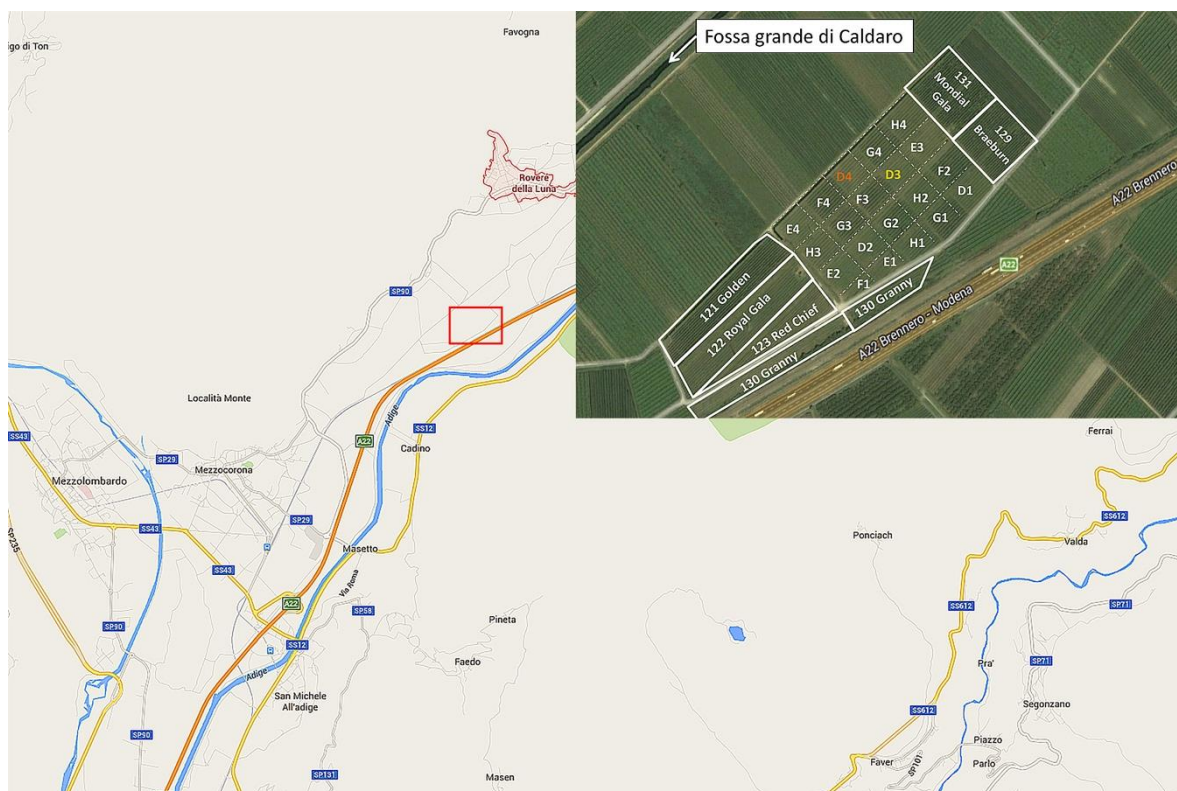 igo di Ton
Favogna
Rovere
della Luna
SP90
Fossa grande di Caldaro
131
Mondial
Gala
129
Braeburn
H4
G4
E3
D4
D3
F2
F4
F3
H2
D1
E4
G3
G2
G1
H3
D2
H1
E2
E1
F1
121 Golden
122 Royal Gala
123 Red Chief
130 Granny
130 Granny
A22 Brennero
A22
A22 Brennero - Modena
Località Monte
Adige
A22
SS12
Cadino
SS43
SP29
Mezzocorona
Mezzolombardo
SP29
SS43
SP235
Masetto
SS43
Via Roma
A22
SP58
SP90
Pineta
SS12
Faedo
Adige
San Michele
All'adige
SP90
SP131
Masen
Ferrai
SS612
Ponciach
Valda
SS612
SP71
Pra'
SP71
SS612
Segonzano
Piazzo
Faver
SP101
Parlo